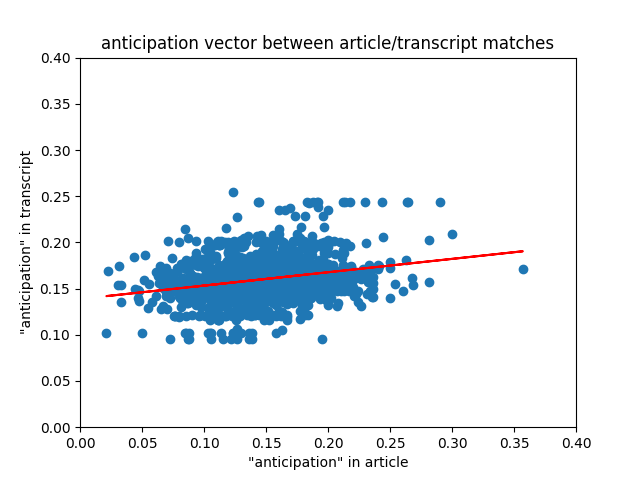 anticipation vector between article/transcript matches
"anticipation" in transcript
0.40
0.35
0.30
0.25
0.20
0.15
0.10
0.05
0.00
0.00 0.05 0.10 0.15 0.20 0.25 0.30 0.35 0.40
"anticipation" in article